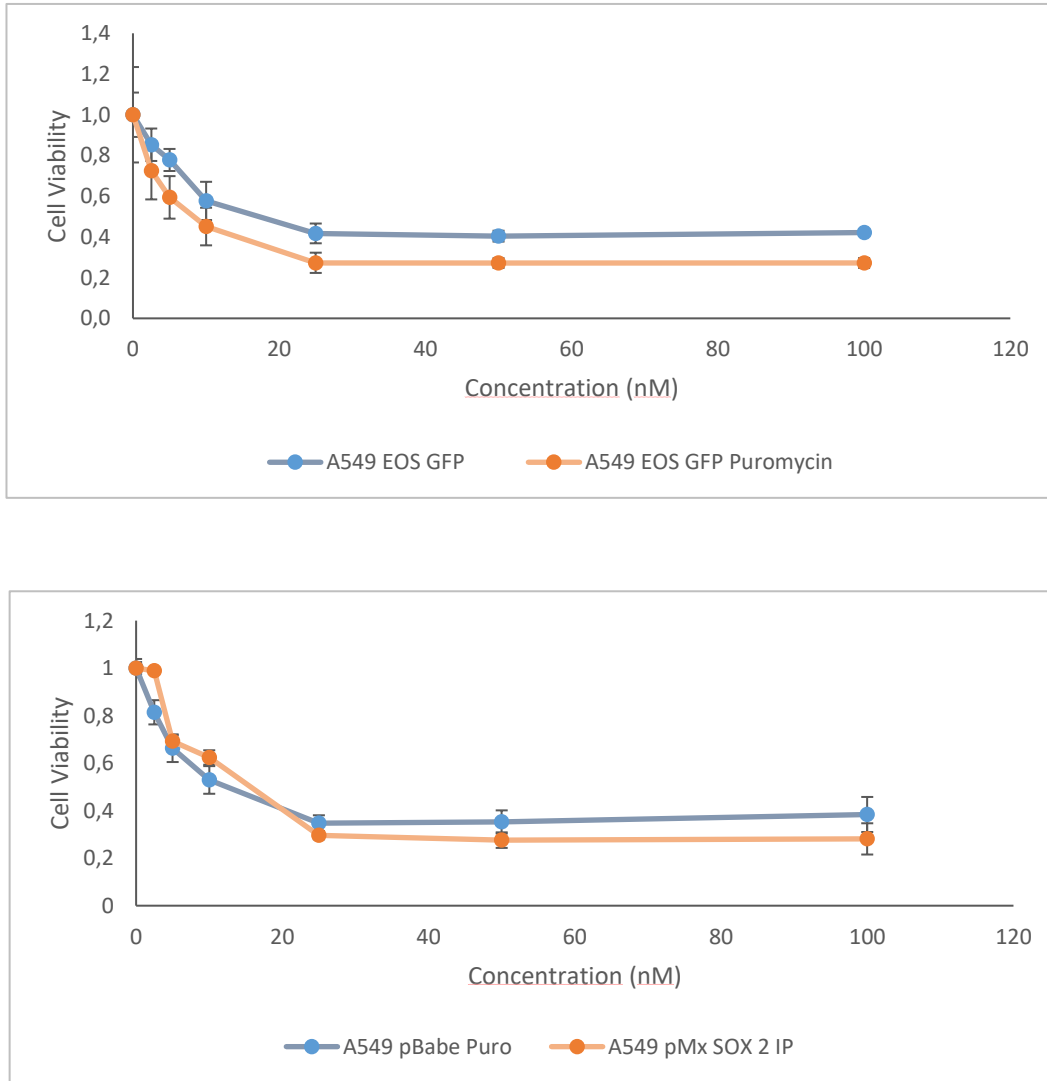 1,4
1,2
1,0
0,8
0,6
0,4
0,2
0,0
Cell Viability
0 20 40 60 80 100 120
Concentration (nM)
A549 EOS GFP A549 EOS GFP Puromycin
1,2
1
0,8
0,6
0,4
0,2
0
Cell Viability
0 20 40 60 80 100 120
Concentration (nM)
A549 pBabe Puro A549 pMx SOX 2 IP